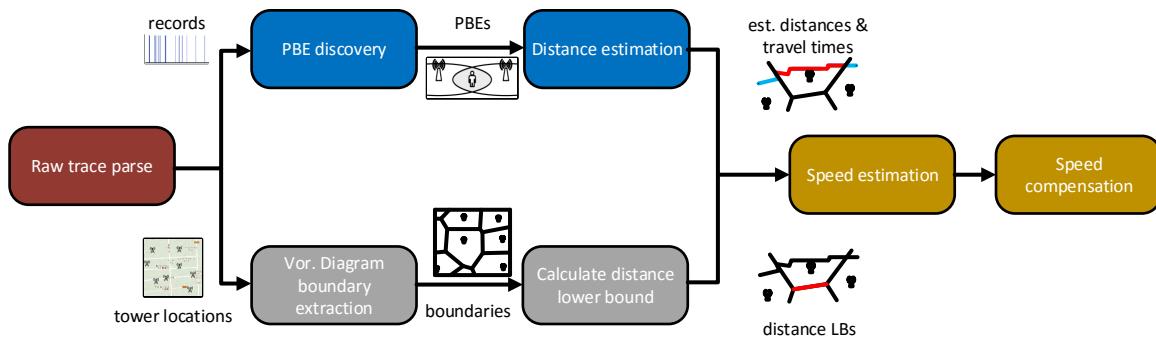 records
PBE discovery
PBEs
Distance estimation
est. distances &
travel times
Raw trace parse
Speed estimation
Speed
compensation
tower locations
Vor. Diagram
boundary
extraction
boundaries
Calculate distance
lower bound
distance LBs